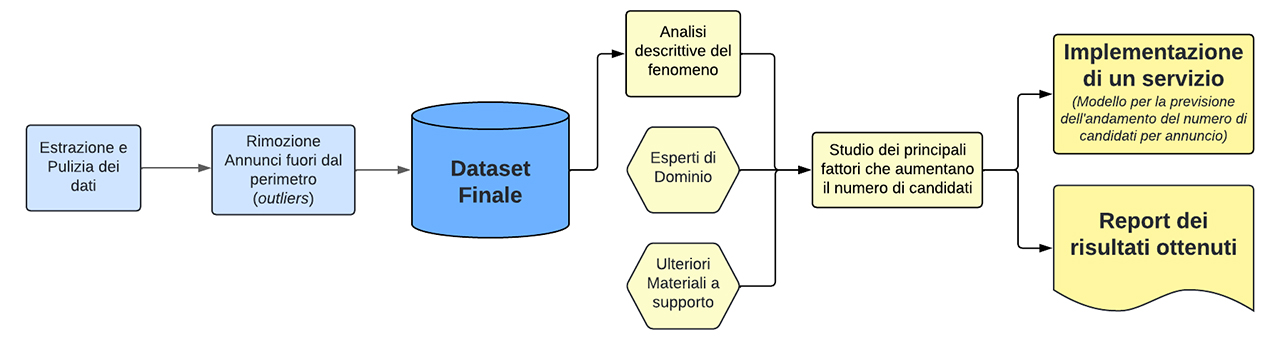 Estrazione e
Pulizia dei
dati
Rimozione
Annunci fuori dal
perimetro
(outliers)
Dataset
Finale
Analisi
descrittive del
fenomeno
Esperti di
Dominio
Ulteriori
Materiali a
supporto
Studio dei principali
fattori che aumentano
il numero di candidati
Implementazione
di un servizio
(Modello per la previsione
dell'andamento del numero di
candidati per annuncio)
Report dei
risultati ottenuti